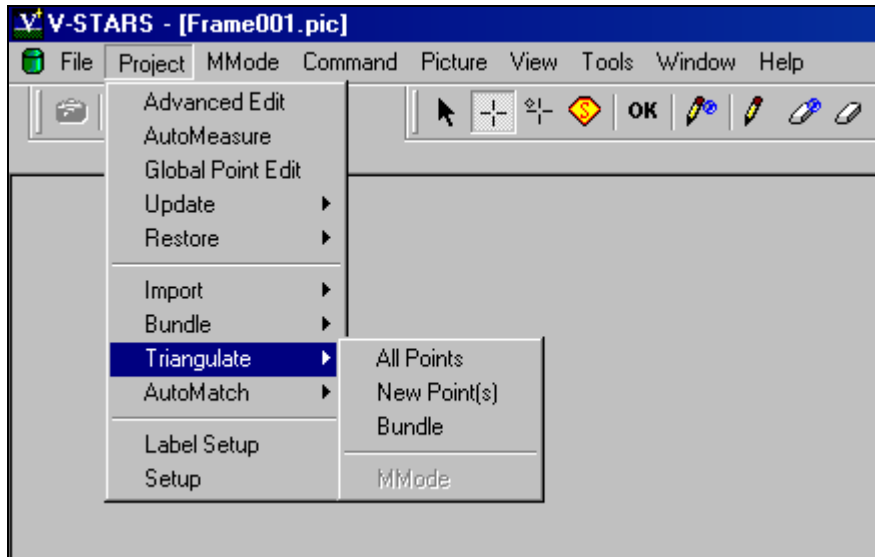 V-STARS - [Frame001.pic]
File Project MMode Command Picture View Tools Window Help
OK
Advanced Edit
AutoMeasure
Global Point Edit
Update
Restore
Import
Bundle
Triangulate
AutoMatch
Label Setup
Setup
All Points
New Point(s)
Bundle
MMode